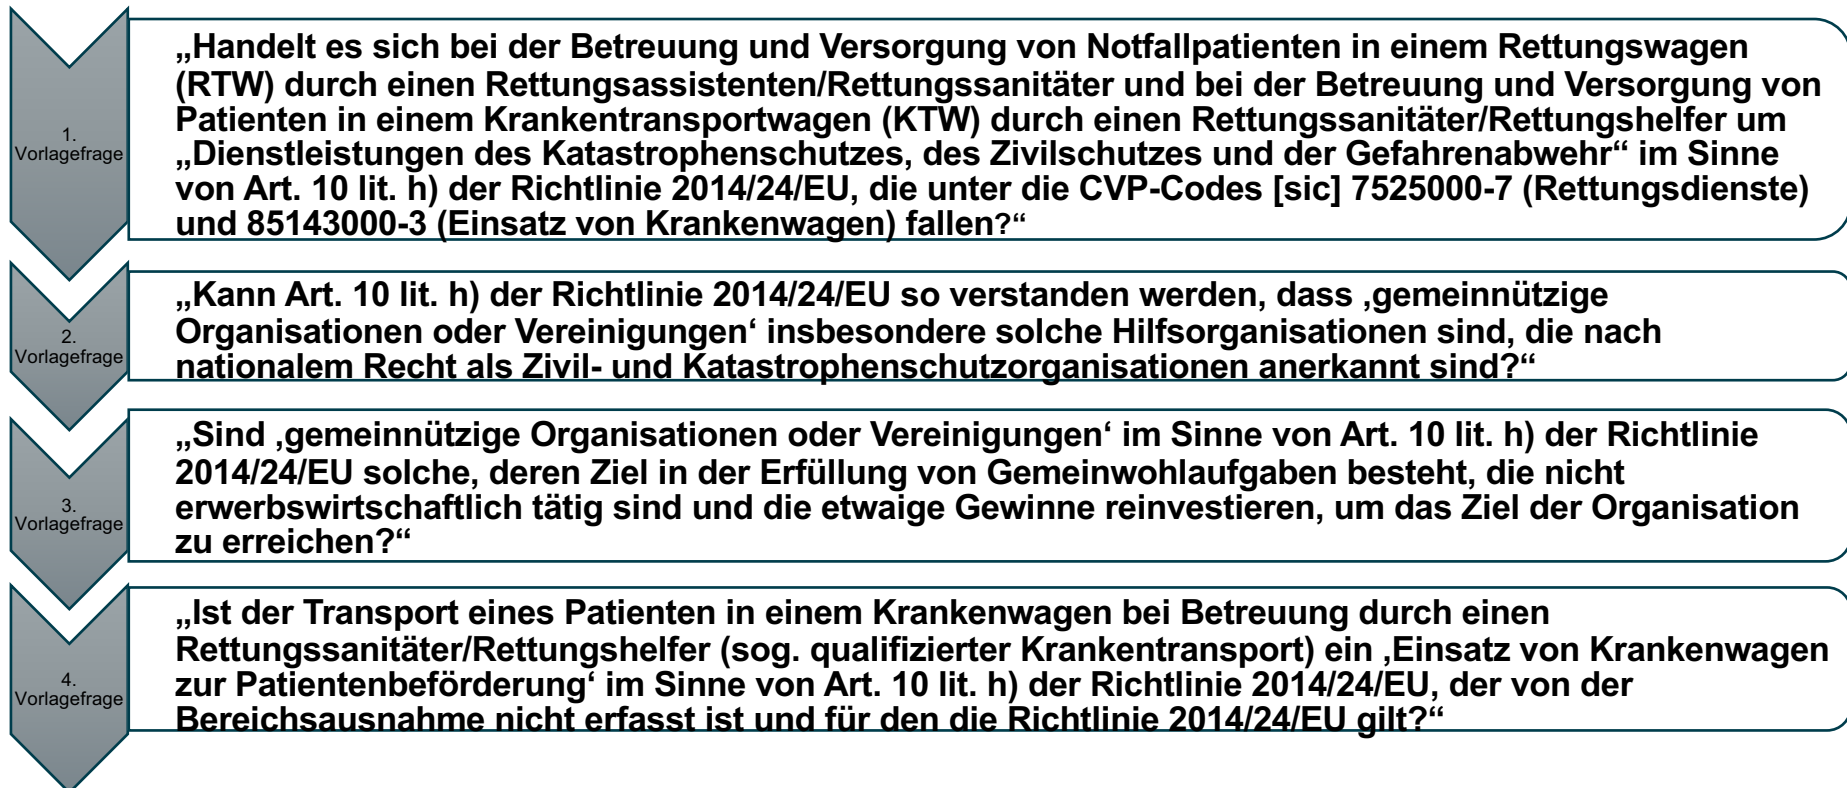 1.
Vorlagefrage
„Handelt es sich bei der Betreuung und Versorgung von Notfallpatienten in einem Rettungswagen
(RTW) durch einen Rettungsassistenten/Rettungssanitäter und bei der Betreuung und Versorgung von
Patienten in einem Krankentransportwagen (KTW) durch einen Rettungssanitäter/Rettungshelfer um
„Dienstleistungen des Katastrophenschutzes, des Zivilschutzes und der Gefahrenabwehr“ im Sinne
von Art. 10 lit. h) der Richtlinie 2014/24/EU, die unter die CVP-Codes [sic] 7525000-7 (Rettungsdienste)
und 85143000-3 (Einsatz von Krankenwagen) fallen?“
2.
Vorlagefrage
„Kann Art. 10 lit. h) der Richtlinie 2014/24/EU so verstanden werden, dass ‚gemeinnützige
Organisationen oder Vereinigungen‘ insbesondere solche Hilfsorganisationen sind, die nach
nationalem Recht als Zivil- und Katastrophenschutzorganisationen anerkannt sind?“
3.
Vorlagefrage
„Sind ‚gemeinnützige Organisationen oder Vereinigungen‘ im Sinne von Art. 10 lit. h) der Richtlinie
2014/24/EU solche, deren Ziel in der Erfüllung von Gemeinwohlaufgaben besteht, die nicht
erwerbswirtschaftlich tätig sind und die etwaige Gewinne reinvestieren, um das Ziel der Organisation
zu erreichen?“
4.
Vorlagefrage
„Ist der Transport eines Patienten in einem Krankenwagen bei Betreuung durch einen
Rettungssanitäter/Rettungshelfer (sog. qualifizierter Krankentransport) ein ‚Einsatz von Krankenwagen
zur Patientenbeförderung‘ im Sinne von Art. 10 lit. h) der Richtlinie 2014/24/EU, der von der
Bereichsausnahme nicht erfasst ist und für den die Richtlinie 2014/24/EU gilt?“